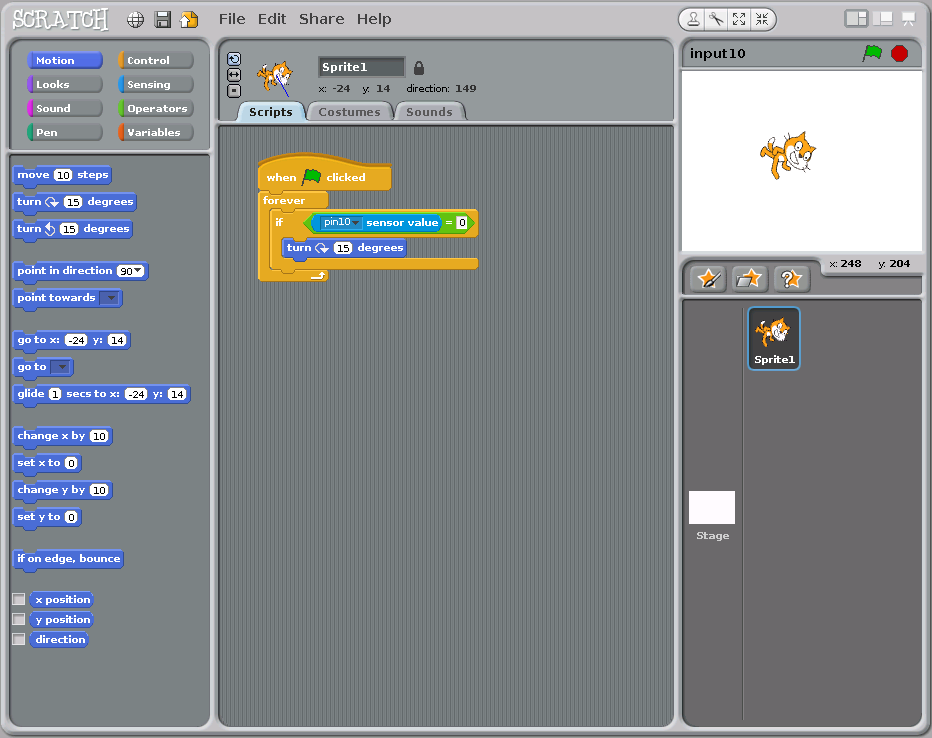 SCRATCH File Edit Share Help
Motion Control
Looks Sensing
Sound Operators
Pen Variables
move 10 steps
turn 15 degrees
turn 15 degrees
point in direction 90
point towards
go to x: -24 y: 14
go to
glide 1 secs to x: -24 y: 14
change x by 10
set x to 0
change y by 10
set y to 0
if on edge, bounce
x position
y position
direction
Sprite1
x: -24 y: 14 direction: 149
Scripts Costumes Sounds
when clicked
forever
if pin10 sensor value = 0
turn 15 degrees
input10
x: 248 y: 204
Sprite1
Stage